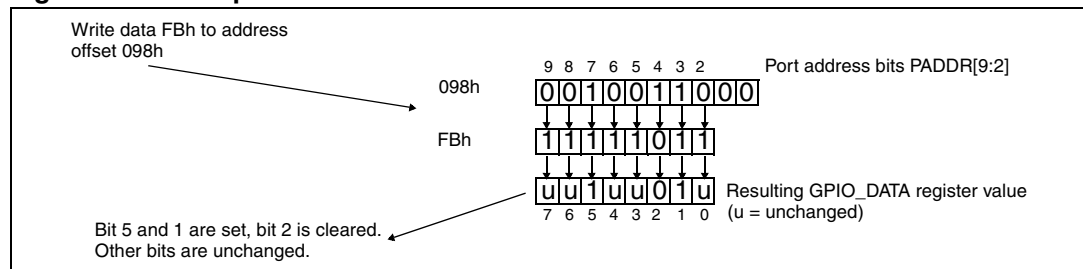 Write data FBh to address
offset 098h
9 8 7 6 5 4 3 2 Port address bits PADDR[9:2]
098h 0 0 1 0 0 1 1 0 0 0
FBh 1 1 1 1 1 0 1 1
u u 1 u u 0 1 u Resulting GPIO_DATA register value
7 6 5 4 3 2 1 0 (u = unchanged)
Bit 5 and 1 are set, bit 2 is cleared.
Other bits are unchanged.